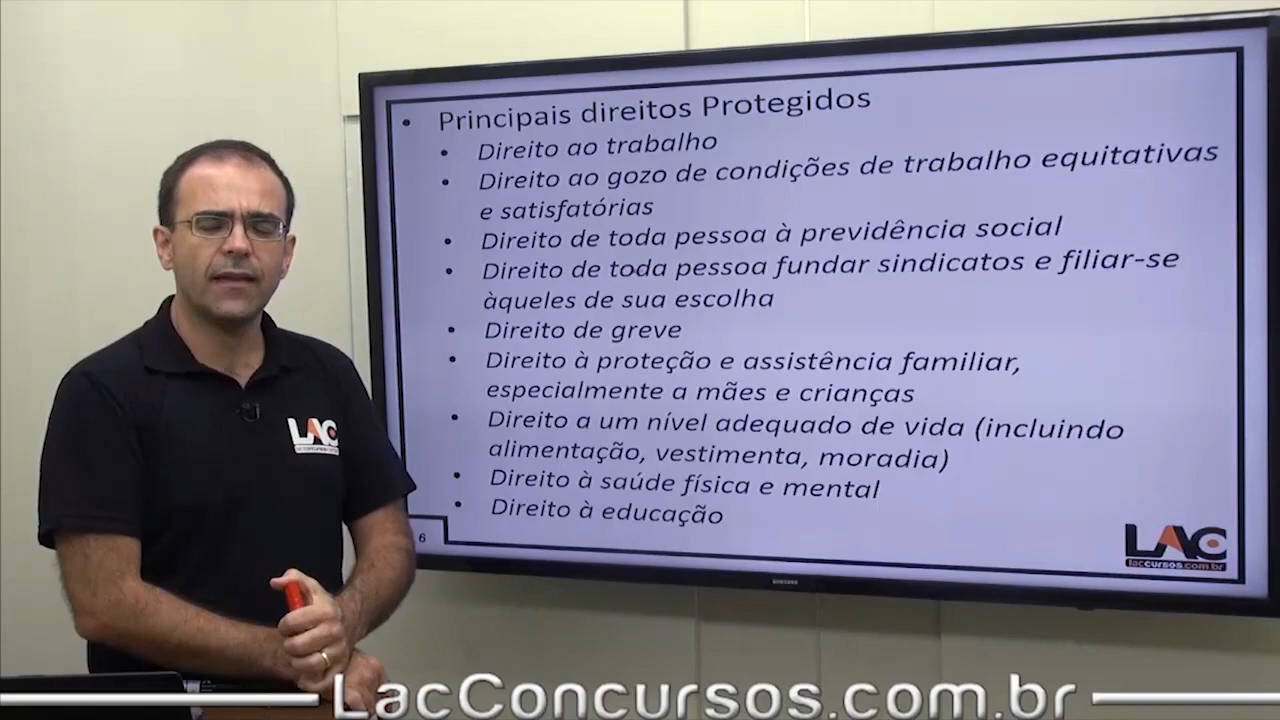 • Principais direitos Protegidos
• Direito ao trabalho
• Direito ao gozo de condições de trabalho equitativas
e satisfatórias
• Direito de toda pessoa à previdência social
• Direito de toda pessoa fundar sindicatos e filiar-se
àqueles de sua escolha
• Direito de greve
• Direito à proteção e assistência familiar,
especialmente a mães e crianças
• Direito a um nível adequado de vida (incluindo
alimentação, vestimenta, moradia)
• Direito à saúde física e mental
• Direito à educação
6
LAC
laccursos.com.br
SAMSUNG
LAC
LacConcursos.com.br